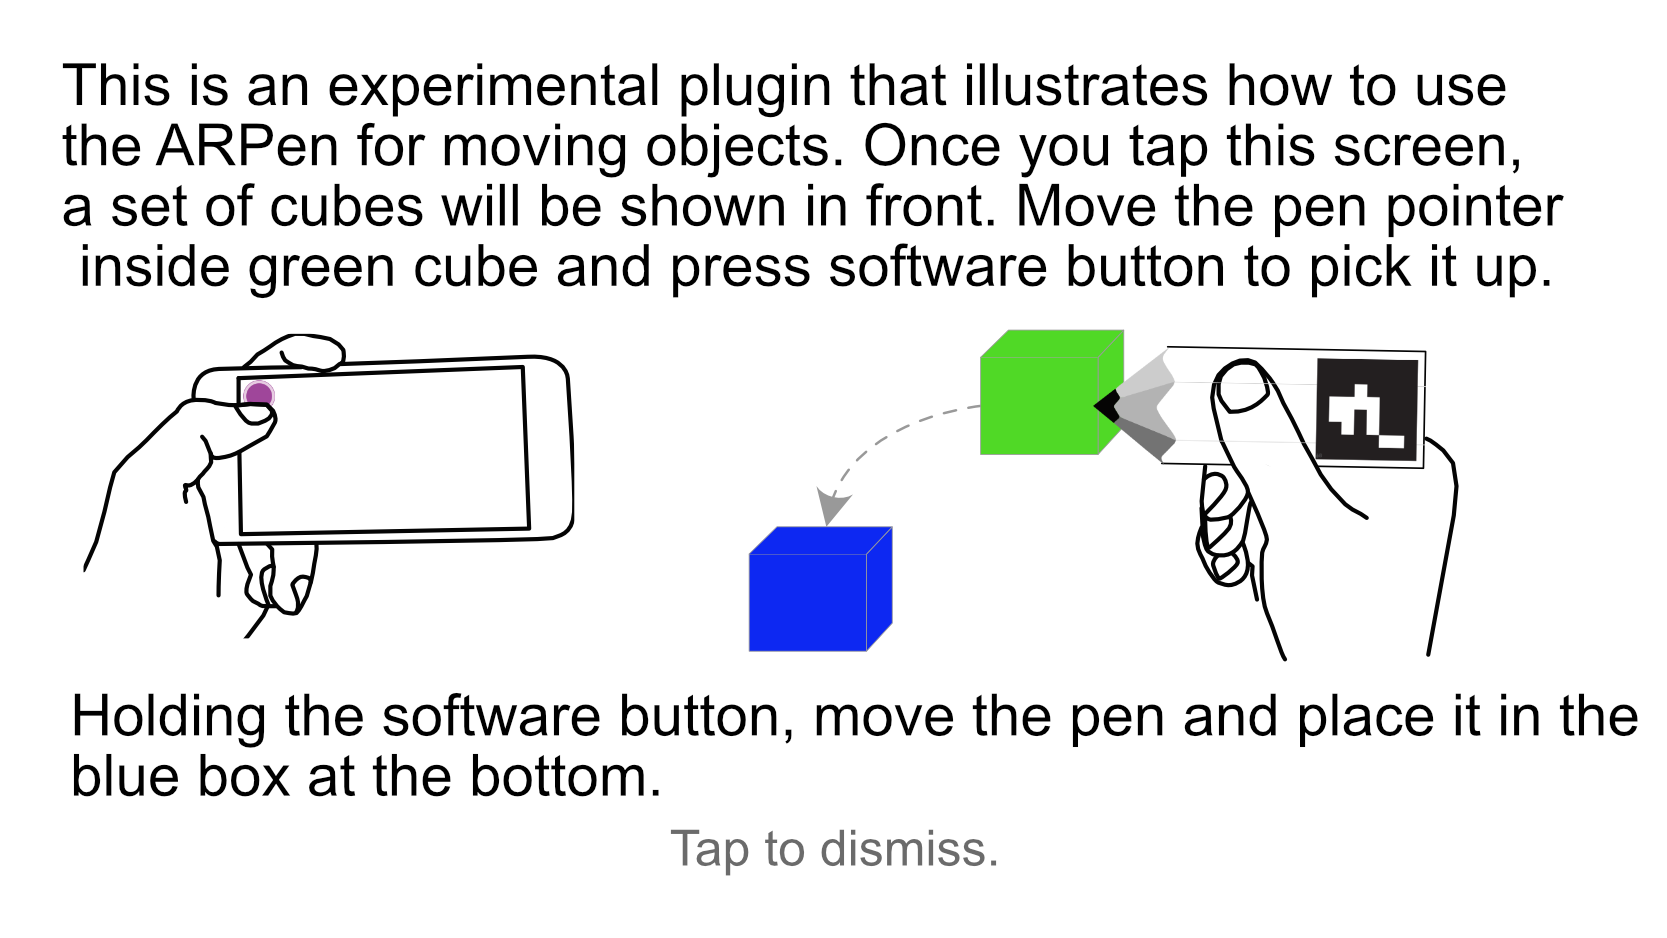 This is an experimental plugin that illustrates how to use
the ARPen for moving objects. Once you tap this screen,
a set of cubes will be shown in front. Move the pen pointer
inside green cube and press software button to pick it up.
Holding the software button, move the pen and place it in the
blue box at the bottom.
Tap to dismiss.